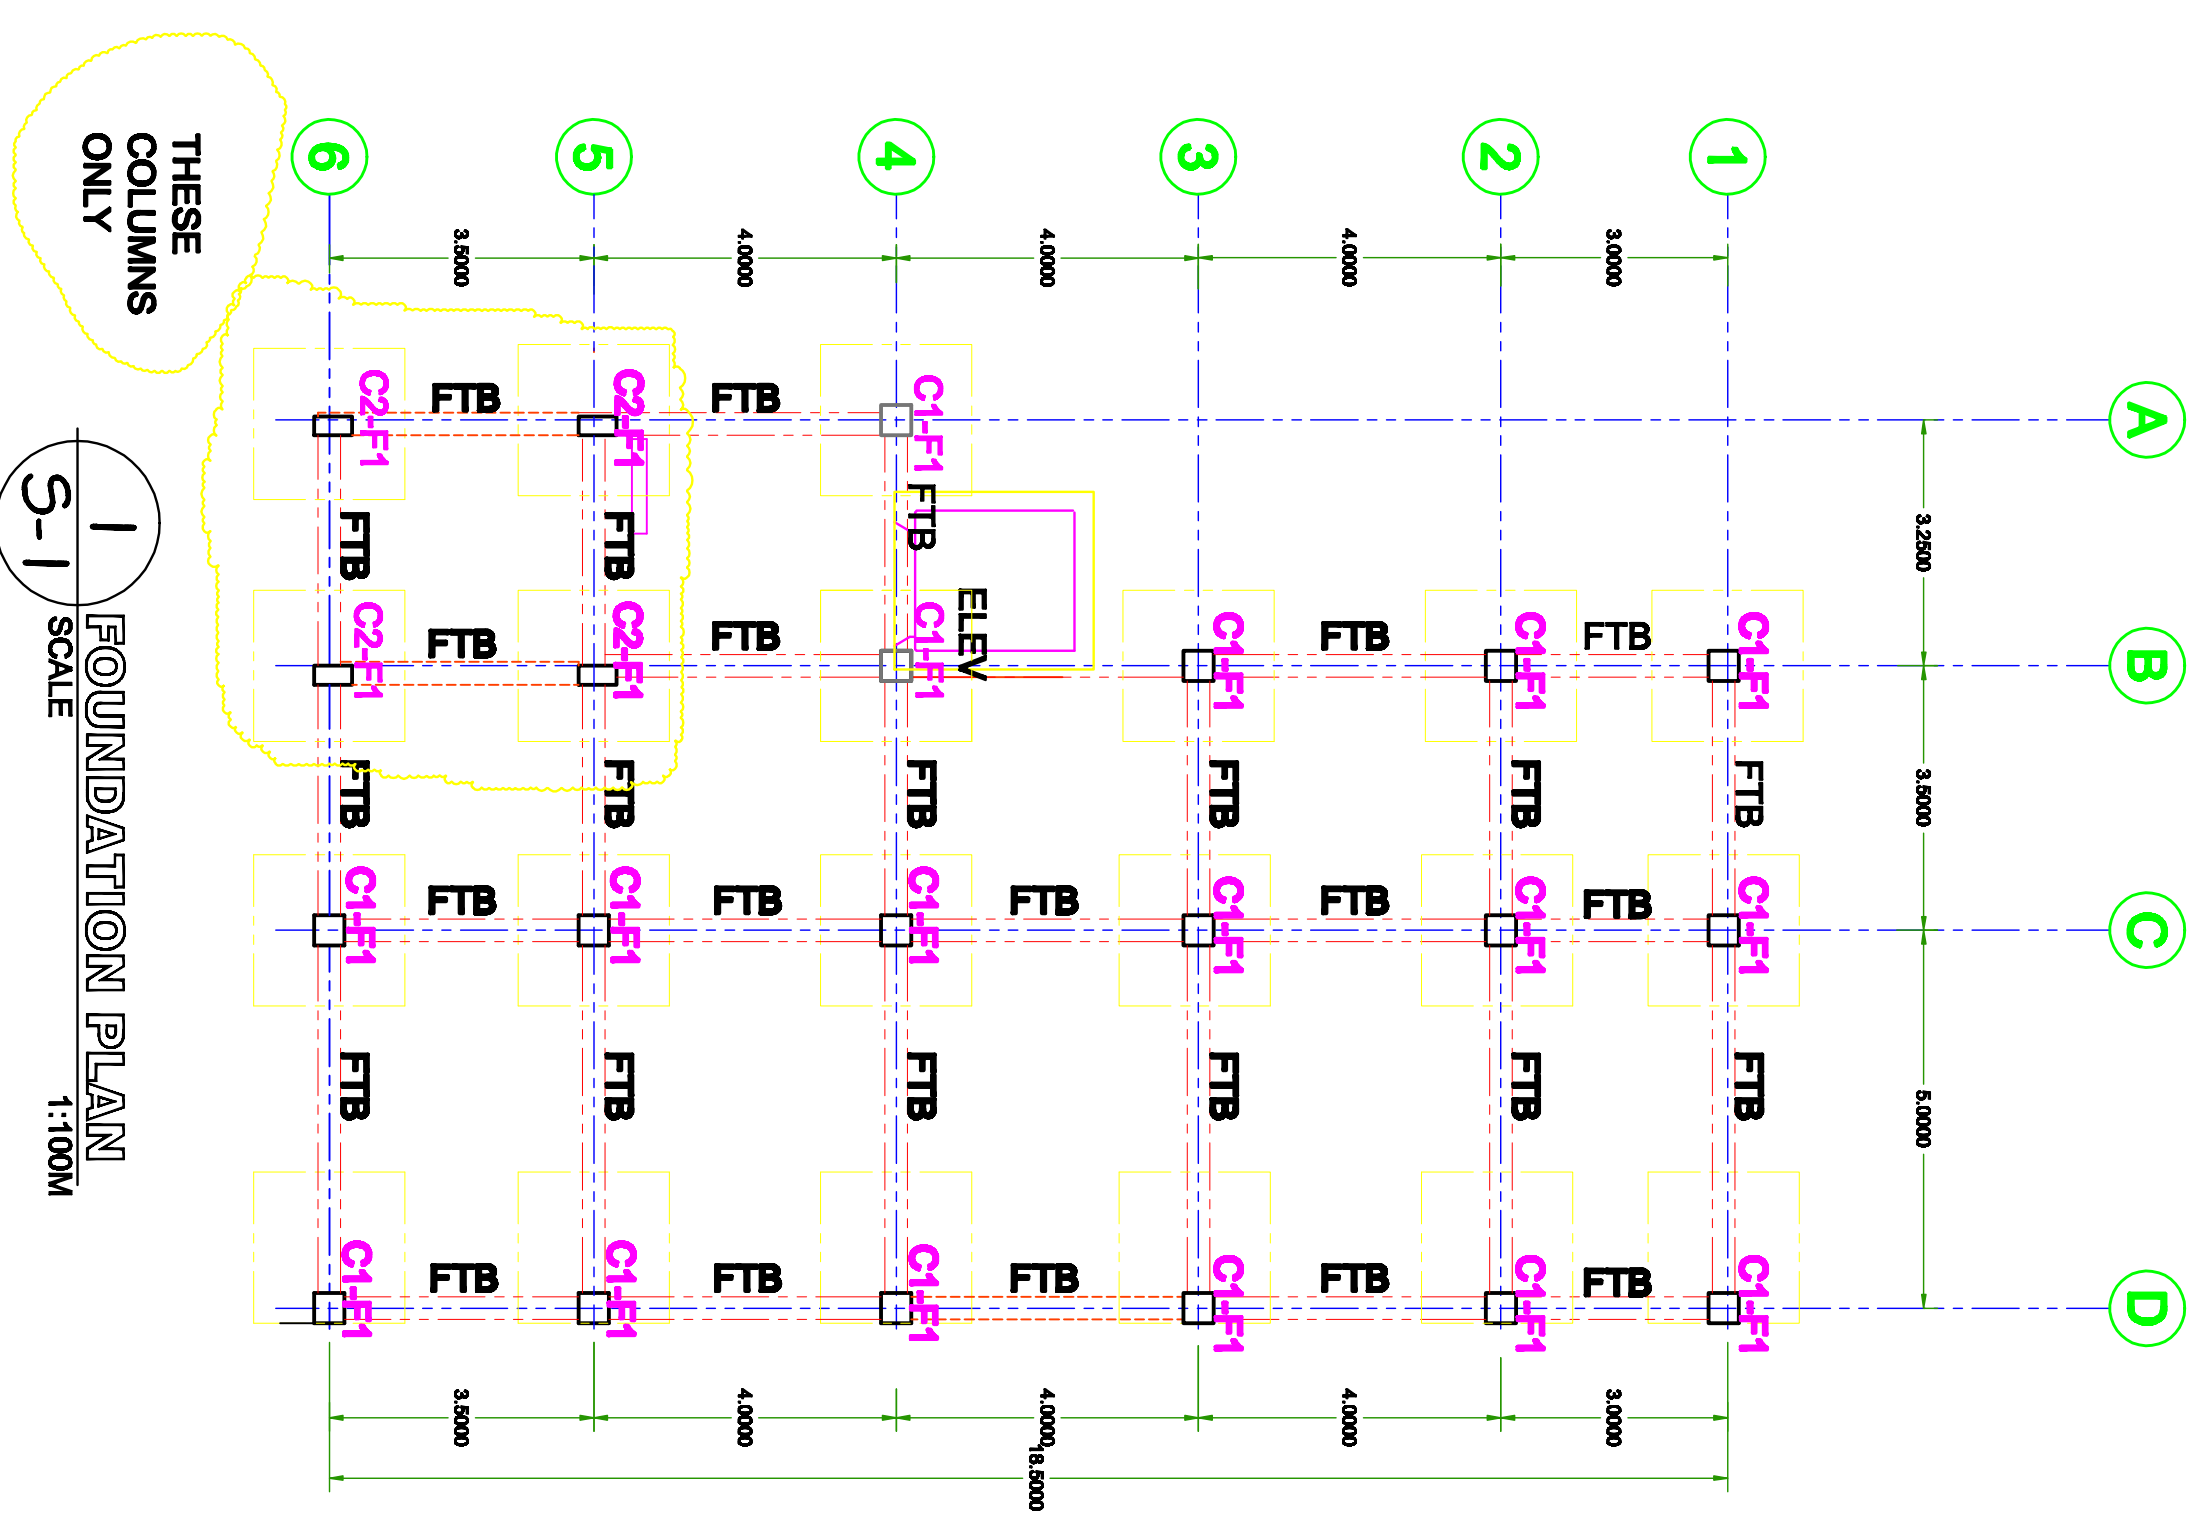 THESE
COLUMNS
ONLY
6
5
4
3
2
1
3.5000
4.0000
4.0000
4.0000
3.0000
A
B
C
D
3.2500
3.5000
5.0000
C2-F1
FTB
C2-F1
FTB
C1-F1
FTB
FTB
FTB
ELEV
C2-F1
FTB
C2-F1
FTB
C1-F1
C1-F1
FTB
C1-F1
FTB
C1-F1
FTB
FTB
FTB
FTB
FTB
FTB
C1-F1
FTB
C1-F1
FTB
C1-F1
FTB
C1-F1
FTB
C1-F1
FTB
C1-F1
FTB
FTB
FTB
FTB
FTB
FTB
C1-F1
FTB
C1-F1
FTB
C1-F1
FTB
C1-F1
FTB
C1-F1
FTB
C1-F1
3.5000
4.0000
4.0000
4.0000
3.0000
18.5000
1
S-1
FOUNDATION PLAN
SCALE 1:100M